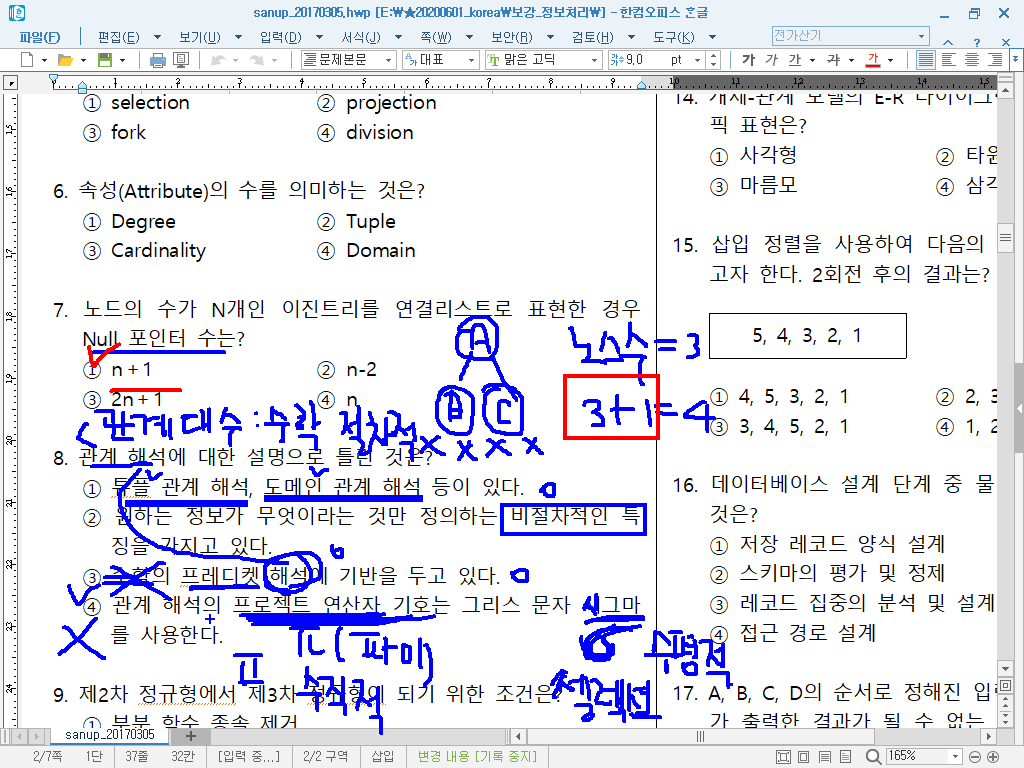 sanup_20170305.hwp [E:\★20200601_korea\보강_정보처리\] - 한컴오피스 한글
파일(F) 편집(E) 보기(U) 입력(D) 서식(J) 쪽(W) 보안(R) 검토(H) 도구(K) 전가산기
문제본문 대표 맑은 고딕 9,0 pt 가 가 가 가 가
① selection ② projection
③ fork ④ division
6. 속성(Attribute)의 수를 의미하는 것은?
① Degree ② Tuple
③ Cardinality ④ Domain
7. 노드의 수가 N개인 이진트리를 연결리스트로 표현한 경우
Null 포인터 수는?
① n+1 ② n-2
③ 2n+1 ④ n
A
B C
노드수 = 3
3+1 = 4
관계대수 : 수학 절차적
x x x x
8. 관계 해석에 대한 설명으로 틀린 것은?
① 튜플 관계 해석, 도메인 관계 해석 등이 있다.
② 원하는 정보가 무엇이라는 것만 정의하는 비절차적인 특
징을 가지고 있다.
③ 수학의 프레디켓 해석에 기반을 두고 있다.
④ 관계 해석의 프로젝트 연산자 기호는 그리스 문자 시그마
를 사용한다.
π (파이)
수직적
수평적
셀렉션
9. 제2차 정규형에서 제3차 정규형이 되기 위한 조건은?
① 부분 함수 종속 제거
14. 개체-관계 모델의 E-R 다이어그
픽 표현은?
① 사각형 ② 타원
③ 마름모 ④ 삼각
15. 삽입 정렬을 사용하여 다음의
고자 한다. 2회전 후의 결과는?
5, 4, 3, 2, 1
① 4, 5, 3, 2, 1 ② 2, 3
③ 3, 4, 5, 2, 1 ④ 1, 2
16. 데이터베이스 설계 단계 중 물
것은?
① 저장 레코드 양식 설계
② 스키마의 평가 및 정제
③ 레코드 집중의 분석 및 설계
④ 접근 경로 설계
17. A, B, C, D의 순서로 정해진 입
가 출력한 결과가 될 수 없는
sanup_20170305
2/7쪽 1단 37줄 32칸 [입력 중...] 2/2 구역 삽입 변경 내용 [기록 중지] 165%